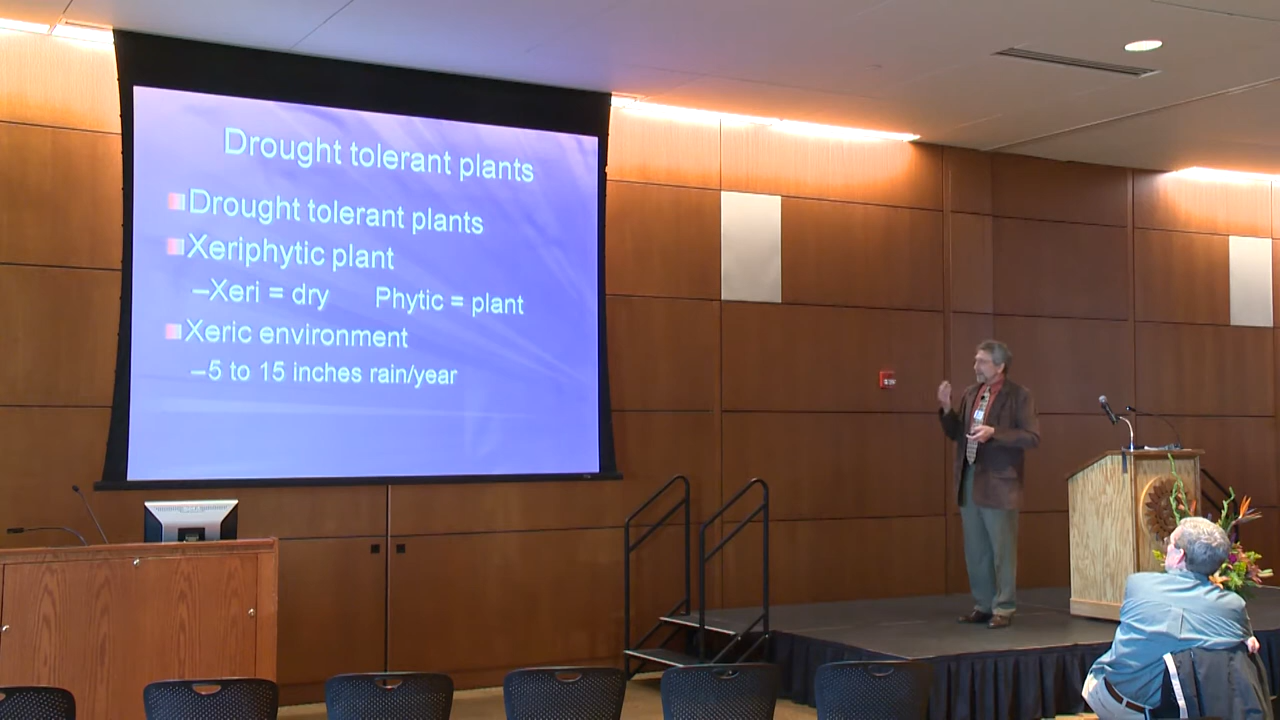 Drought tolerant plants
Drought tolerant plants
Xeriphytic plant
–Xeri = dry Phytic = plant
Xeric environment
–5 to 15 inches rain/year